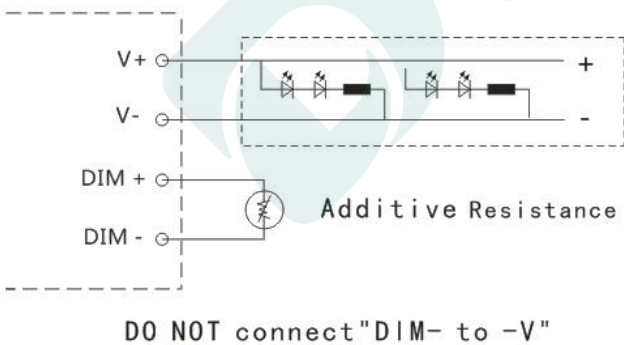 V+
+
V-
-
DIM +
Additive Resistance
DIM -
DO NOT connect"DIM- to -V"